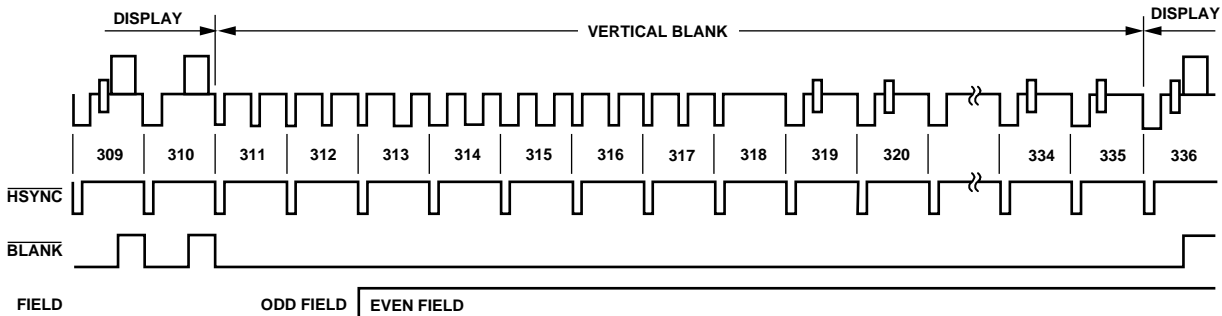 DISPLAY VERTICAL BLANK DISPLAY
309 310 311 312 313 314 315 316 317 318 319 320 334 335 336
HSYNC
BLANK
FIELD ODD FIELD EVEN FIELD